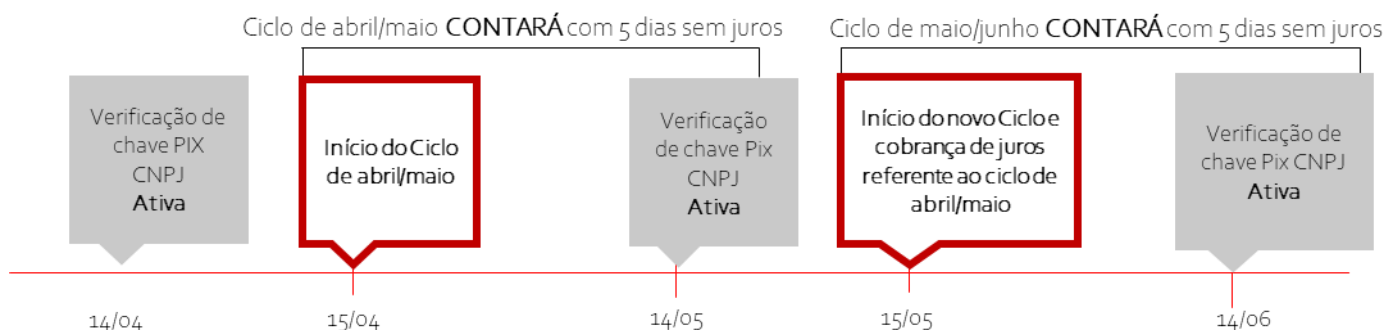 Ciclo de abril/maio CONTARÁ com 5 dias sem juros
Ciclo de maio/junho CONTARÁ com 5 dias sem juros
Verificação de
chave PIX
CNPJ
Ativa
Início do Ciclo
de abril/maio
Verificação
de chave Pix
CNPJ
Ativa
Início do novo Ciclo e
cobrança de juros
referente ao ciclo de
abril/maio
Verificação de
chave Pix CNPJ
Ativa
14/04
15/04
14/05
15/05
14/06